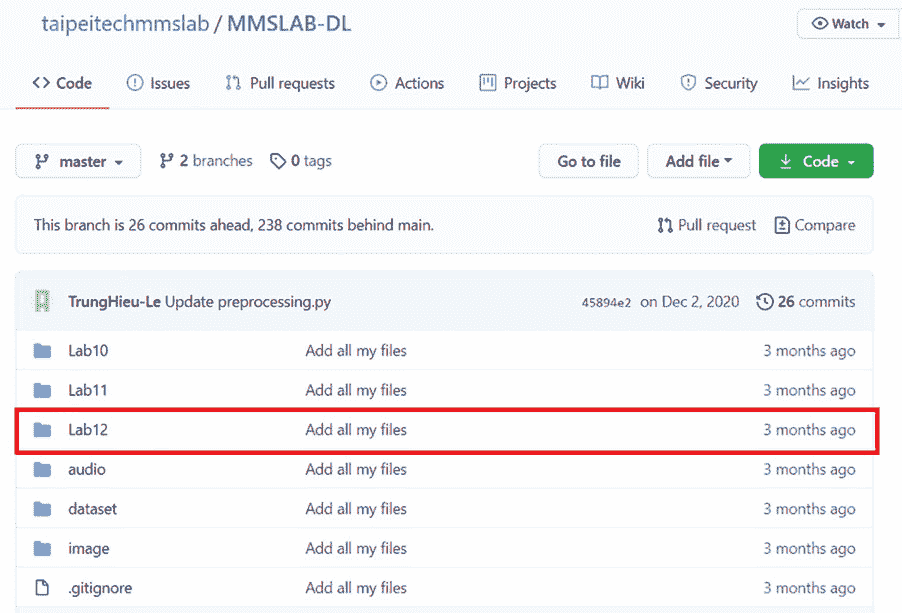 taipeitechmmslab / MMSLAB-DL Watch
Code Issues Pull requests Actions Projects Wiki Security Insights
master 2 branches 0 tags Go to file Add file Code
This branch is 26 commits ahead, 238 commits behind main. Pull request Compare
TrungHieu-Le Update preprocessing.py 45894e2 on Dec 2, 2020 26 commits
Lab10 Add all my files 3 months ago
Lab11 Add all my files 3 months ago
Lab12 Add all my files 3 months ago
audio Add all my files 3 months ago
dataset Add all my files 3 months ago
image Add all my files 3 months ago
.gitignore Add all my files 3 months ago